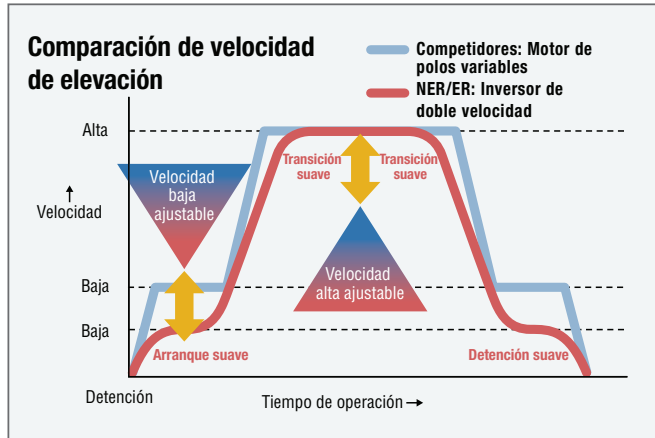 Comparación de velocidad
de elevación
Competidores: Motor de
polos variables
NER/ER: Inversor de
doble velocidad
Alta
Transición
suave
Transición
suave
Velocidad
baja
ajustable
↑
Velocidad
Velocidad
alta ajustable
Baja
Baja
Arranque suave
Detención suave
Detención
Tiempo de operación →